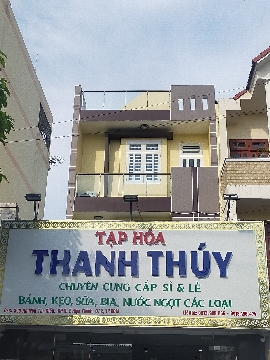 TẠP HÓA
THANH THÚY
CHUYÊN CUNG CẤP SỈ & LẺ
BÁNH, KẸO, SỮA, BIA, NƯỚC NGỌT CÁC LOẠI